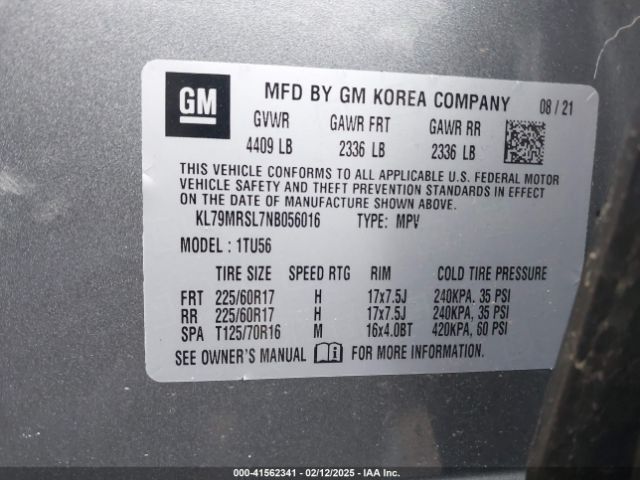 GM
MFD BY GM KOREA COMPANY 08 / 21
GVWR GAWR FRT GAWR RR
4409 LB 2336 LB 2336 LB
THIS VEHICLE CONFORMS TO ALL APPLICABLE U.S. FEDERAL MOTOR
VEHICLE SAFETY AND THEFT PREVENTION STANDARDS IN EFFECT
ON THE DATE OF MANUFACTURE SHOWN ABOVE.
KL79MRSL7NB056016 TYPE: MPV
MODEL : 1TU56
TIRE SIZE SPEED RTG RIM COLD TIRE PRESSURE
FRT 225/60R17 H 17x7.5J 240KPA, 35 PSI
RR 225/60R17 H 17x7.5J 240KPA, 35 PSI
SPA T125/70R16 M 16x4.0BT 420KPA, 60 PSI
SEE OWNER'S MANUAL FOR MORE INFORMATION.
000-41562341 - 02/12/2025 - IAA Inc.